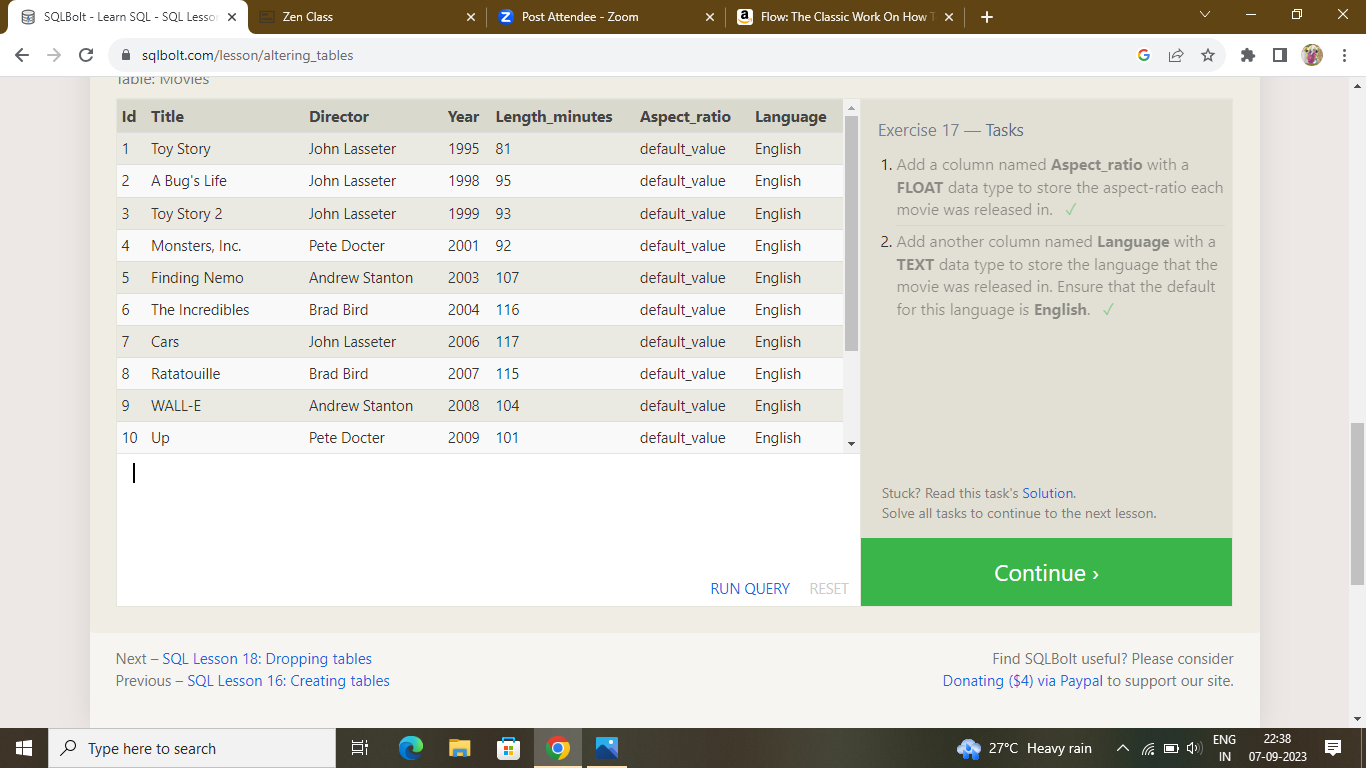 SQLBolt - Learn SQL - SQL Lesson
Zen Class
Post Attendee - Zoom
Flow: The Classic Work On How T
sqlbolt.com/lesson/altering_tables
Table: Movies
Id Title Director Year Length_minutes Aspect_ratio Language
1 Toy Story John Lasseter 1995 81 default_value English
2 A Bug's Life John Lasseter 1998 95 default_value English
3 Toy Story 2 John Lasseter 1999 93 default_value English
4 Monsters, Inc. Pete Docter 2001 92 default_value English
5 Finding Nemo Andrew Stanton 2003 107 default_value English
6 The Incredibles Brad Bird 2004 116 default_value English
7 Cars John Lasseter 2006 117 default_value English
8 Ratatouille Brad Bird 2007 115 default_value English
9 WALL-E Andrew Stanton 2008 104 default_value English
10 Up Pete Docter 2009 101 default_value English
RUN QUERY RESET
Exercise 17 — Tasks
1. Add a column named Aspect_ratio with a
FLOAT data type to store the aspect-ratio each
movie was released in. ✓
2. Add another column named Language with a
TEXT data type to store the language that the
movie was released in. Ensure that the default
for this language is English. ✓
Stuck? Read this task's Solution.
Solve all tasks to continue to the next lesson.
Continue ›
Next – SQL Lesson 18: Dropping tables
Previous – SQL Lesson 16: Creating tables
Find SQLBolt useful? Please consider
Donating ($4) via Paypal to support our site.
Type here to search
27°C Heavy rain
ENG
IN
22:38
07-09-2023